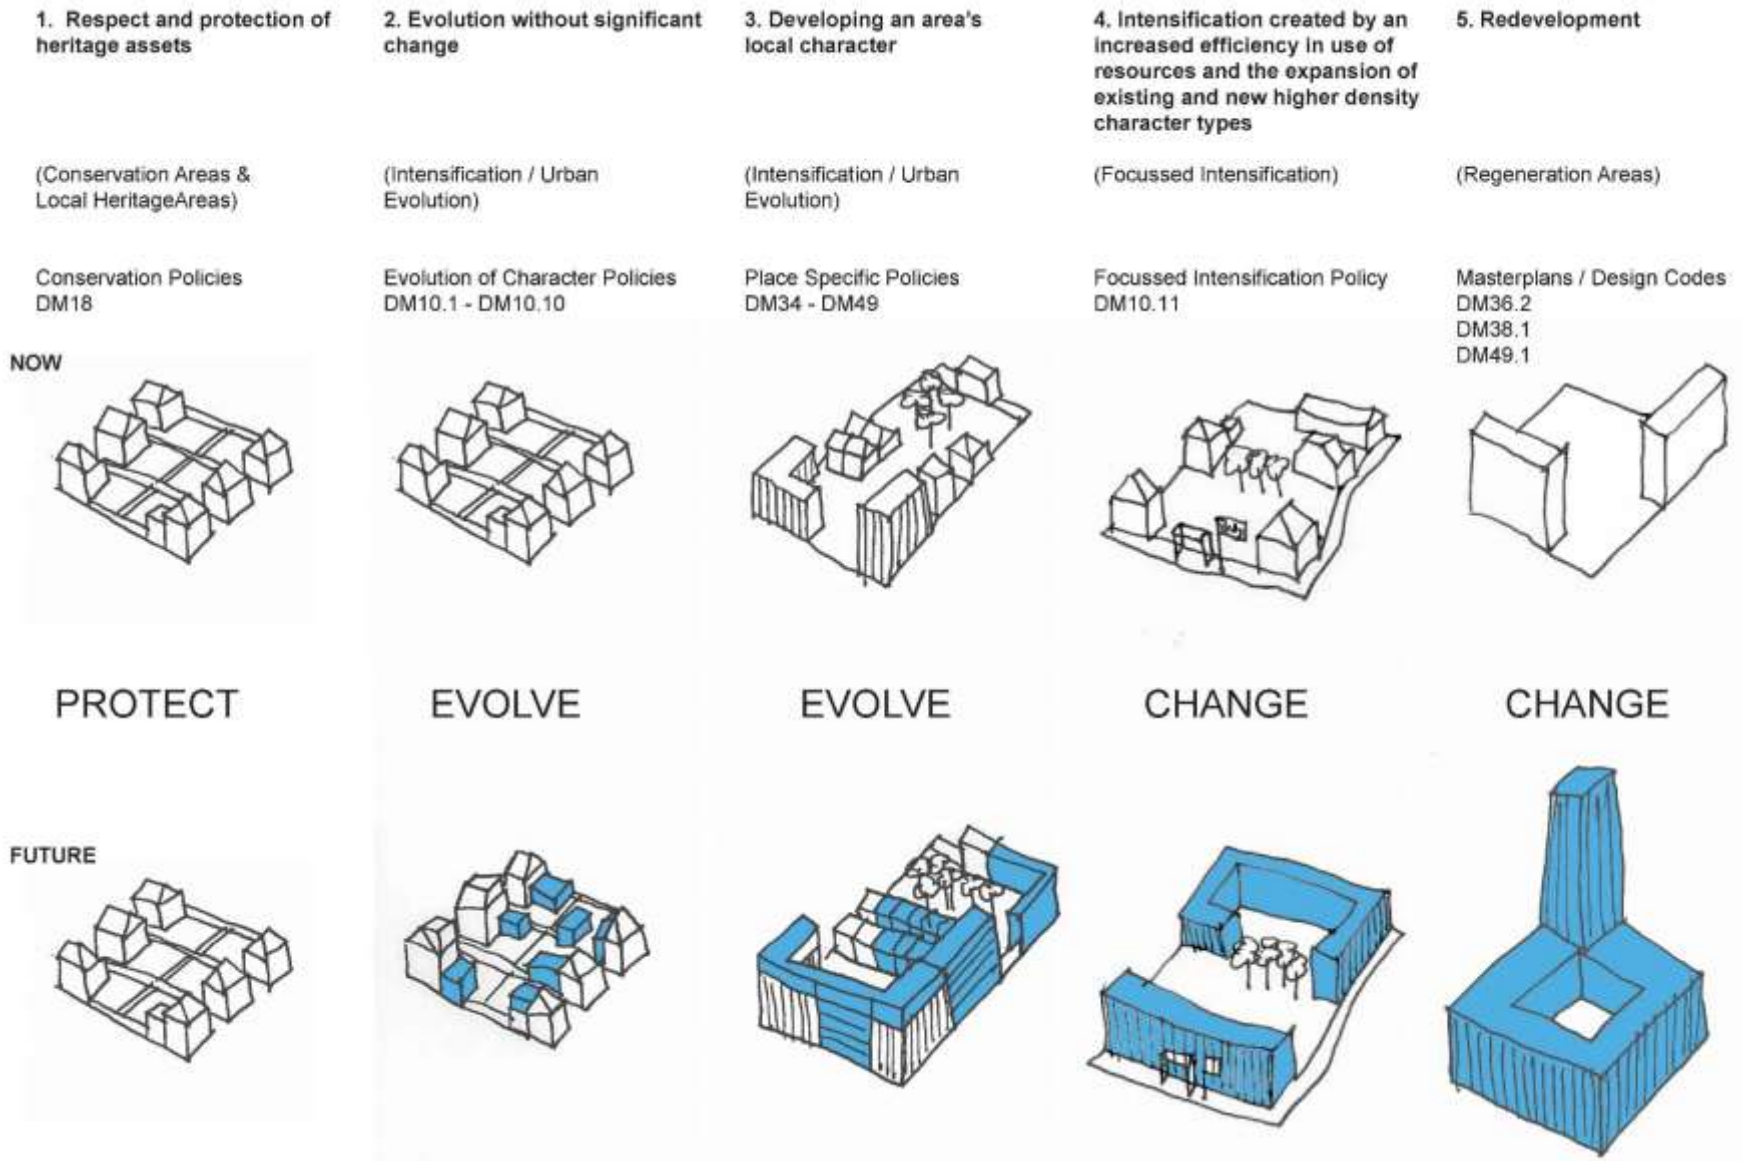 1. Respect and protection of
heritage assets
2. Evolution without significant
change
3. Developing an area's
local character
4. Intensification created by an
increased efficiency in use of
resources and the expansion of
existing and new higher density
character types
5. Redevelopment
(Conservation Areas &
Local HeritageAreas)
(Intensification / Urban
Evolution)
(Intensification / Urban
Evolution)
(Focussed Intensification)
(Regeneration Areas)
Conservation Policies
DM18
Evolution of Character Policies
DM10.1 - DM10.10
Place Specific Policies
DM34 - DM49
Focussed Intensification Policy
DM10.11
Masterplans / Design Codes
DM36.2
DM38.1
DM49.1
NOW
PROTECT
EVOLVE
EVOLVE
CHANGE
CHANGE
FUTURE